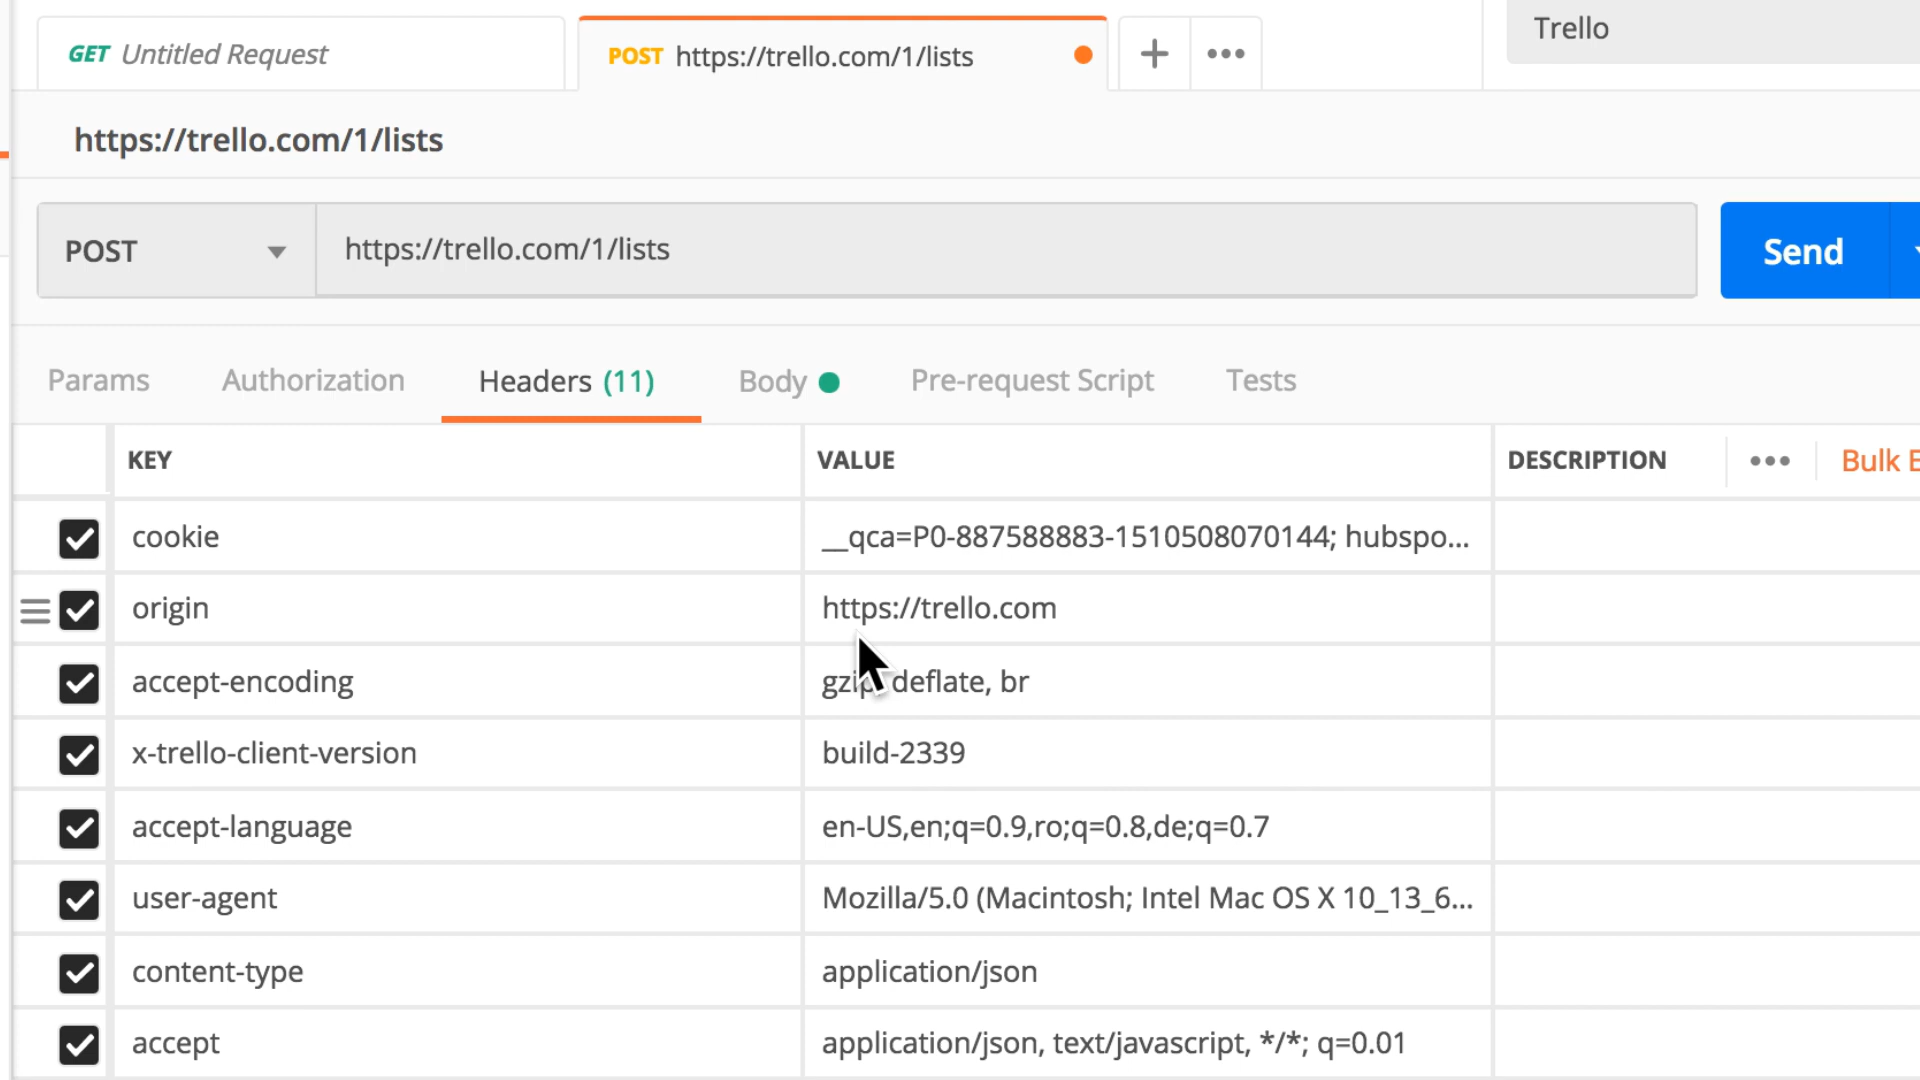 GET Untitled Request
POST https://trello.com/1/lists
Trello
https://trello.com/1/lists
POST https://trello.com/1/lists Send
Params Authorization Headers (11) Body Pre-request Script Tests
KEY VALUE DESCRIPTION Bulk E
cookie __qca=P0-887588883-1510508070144; hubspo...
origin https://trello.com
accept-encoding gzip, deflate, br
x-trello-client-version build-2339
accept-language en-US,en;q=0.9,ro;q=0.8,de;q=0.7
user-agent Mozilla/5.0 (Macintosh; Intel Mac OS X 10_13_6...
content-type application/json
accept application/json, text/javascript, */*; q=0.01